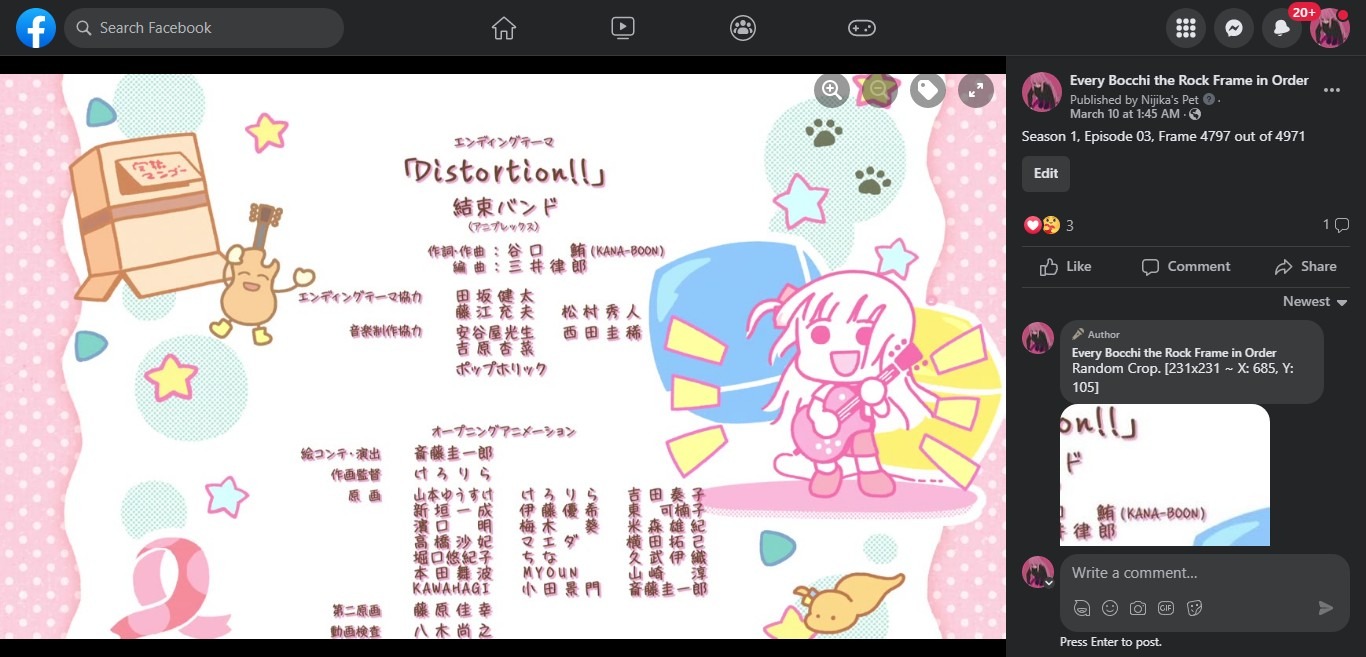 Search Facebook
20+
完熟
マンゴー
エンディングテーマ
「Distortion!!」
結束バンド
(アニプレックス)
作詞・作曲：谷口 鮪 (KANA-BOON)
編曲：三井律郎
エンディングテーマ協力 田坂健太
藤江充夫 松村秀人
音楽制作協力 安谷屋光生 西田圭稀
吉原杏菜
ポップホリック
オープニングアニメーション
絵コンテ・演出 斎藤圭一郎
作画監督 けろりら
原画 山本ゆうすけ けろりら 吉田奏子
新垣一成 伊藤優希 東 可楠子
濱口 明 梅木 葵 米森雄紀
高橋沙妃 マエダ 横田拓己
堀口悠紀子 ちな 久武伊織
本田舞波 MYOUN 山崎 淳
KAWAHAGI 小田景門 斎藤圭一郎
第二原画 藤原佳幸
動画検査 八木尚之
Every Bocchi the Rock Frame in Order
Published by Nijika's Pet
March 10 at 1:45 AM ·
Season 1, Episode 03, Frame 4797 out of 4971
Edit
3
1
Like
Comment
Share
Newest
Author
Every Bocchi the Rock Frame in Order
Random Crop. [231x231 ~ X: 685, Y:
105]
on!!」
ド
鮪 (KANA-BOON)
律郎
Write a comment...
GIF
Press Enter to post.